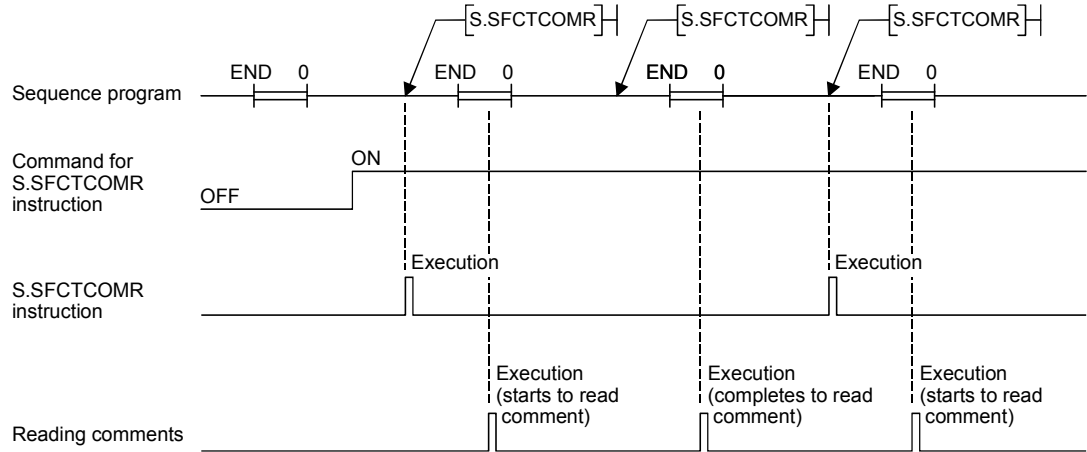 S.SFCTCOMR S.SFCTCOMR S.SFCTCOMR
END 0 END 0 END 0 END 0
Sequence program
Command for
S.SFCTCOMR
instruction
ON
OFF
Execution Execution
S.SFCTCOMR
instruction
Execution
(starts to read
comment)
Execution
(completes to read
comment)
Execution
(starts to read
comment)
Reading comments